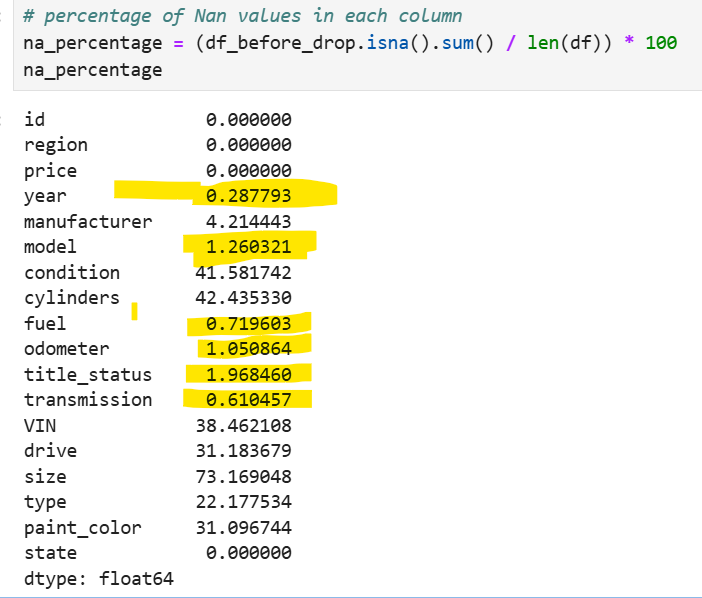 # percentage of Nan values in each column
na_percentage = (df_before_drop.isna().sum() / len(df)) * 100
na_percentage
id 0.000000
region 0.000000
price 0.000000
year 0.287793
manufacturer 4.214443
model 1.260321
condition 41.581742
cylinders 42.435330
fuel 0.719603
odometer 1.050864
title_status 1.968460
transmission 0.610457
VIN 38.462108
drive 31.183679
size 73.169048
type 22.177534
paint_color 31.096744
state 0.000000
dtype: float64